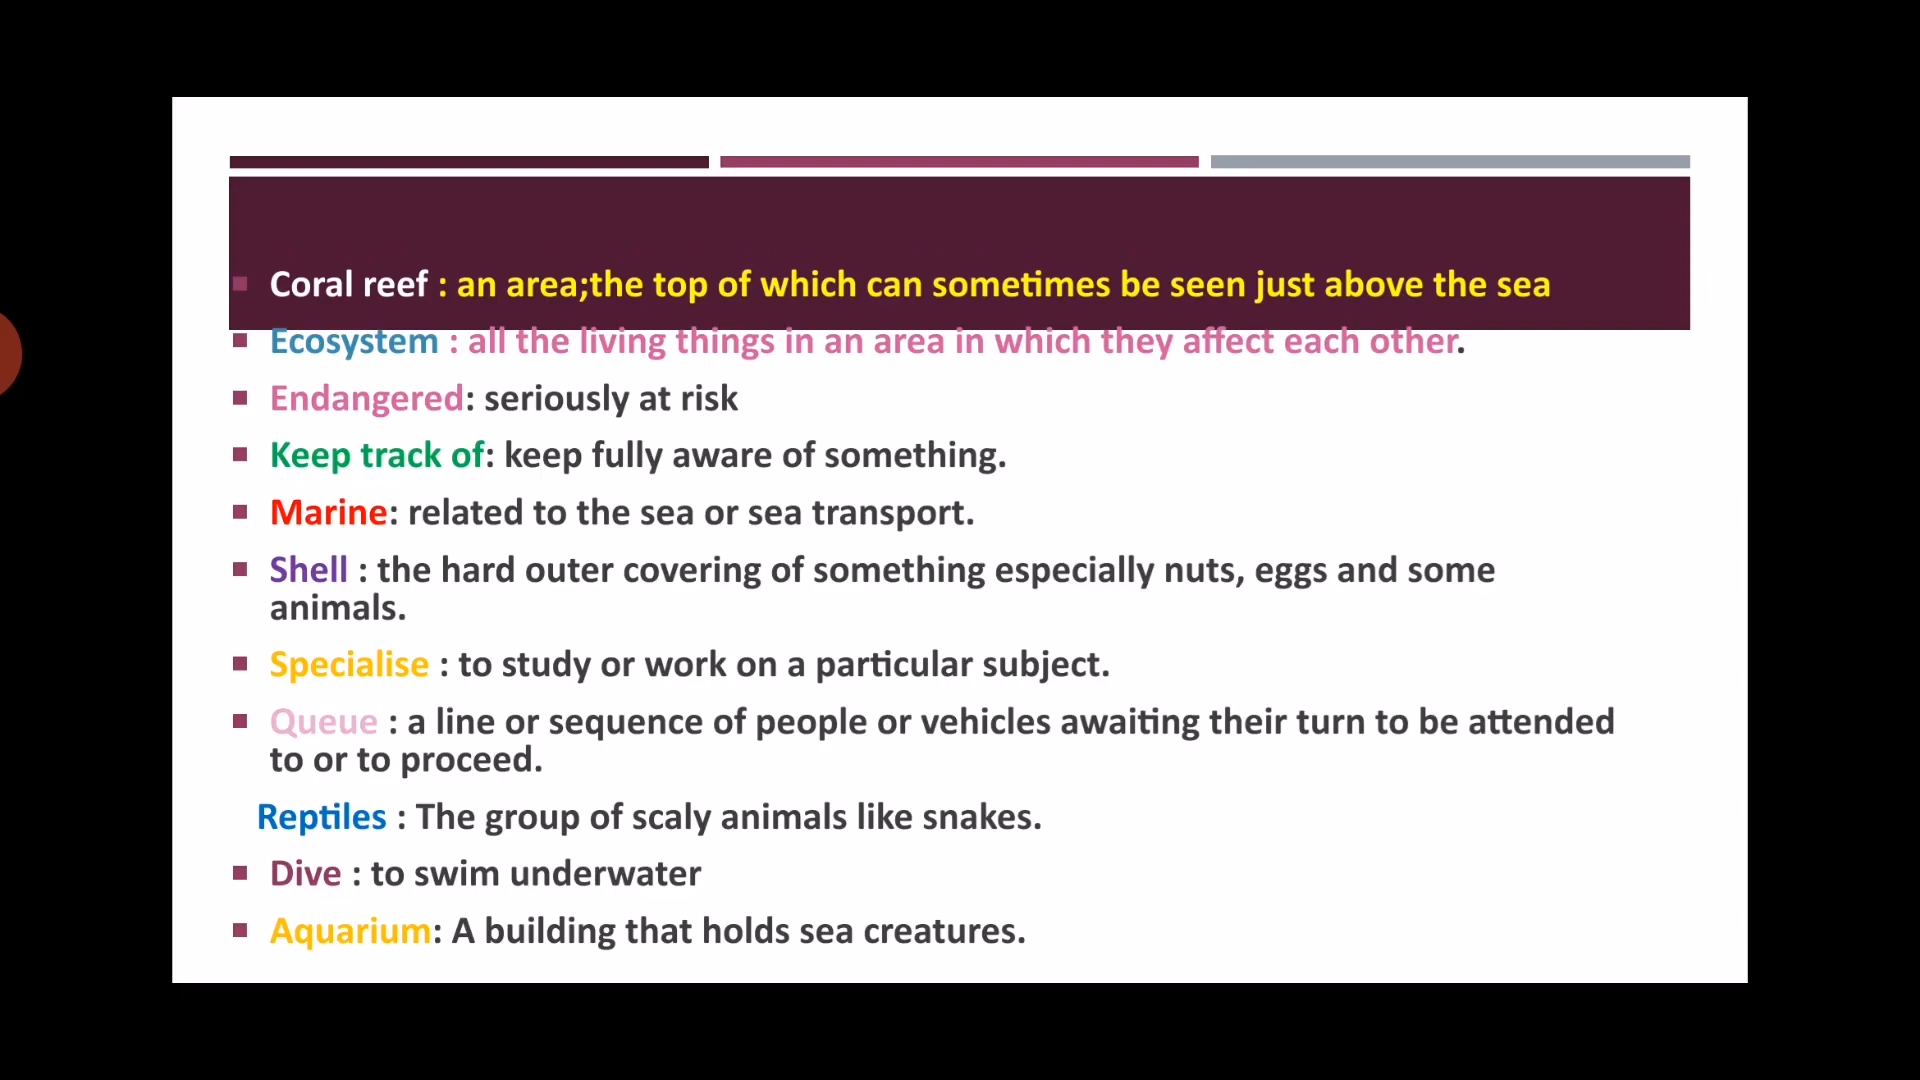 Coral reef : an area;the top of which can sometimes be seen just above the sea
Ecosystem : all the living things in an area in which they affect each other.
Endangered: seriously at risk
Keep track of: keep fully aware of something.
Marine: related to the sea or sea transport.
Shell : the hard outer covering of something especially nuts, eggs and some
animals.
Specialise : to study or work on a particular subject.
Queue : a line or sequence of people or vehicles awaiting their turn to be attended
to or to proceed.
Reptiles : The group of scaly animals like snakes.
Dive : to swim underwater
Aquarium: A building that holds sea creatures.